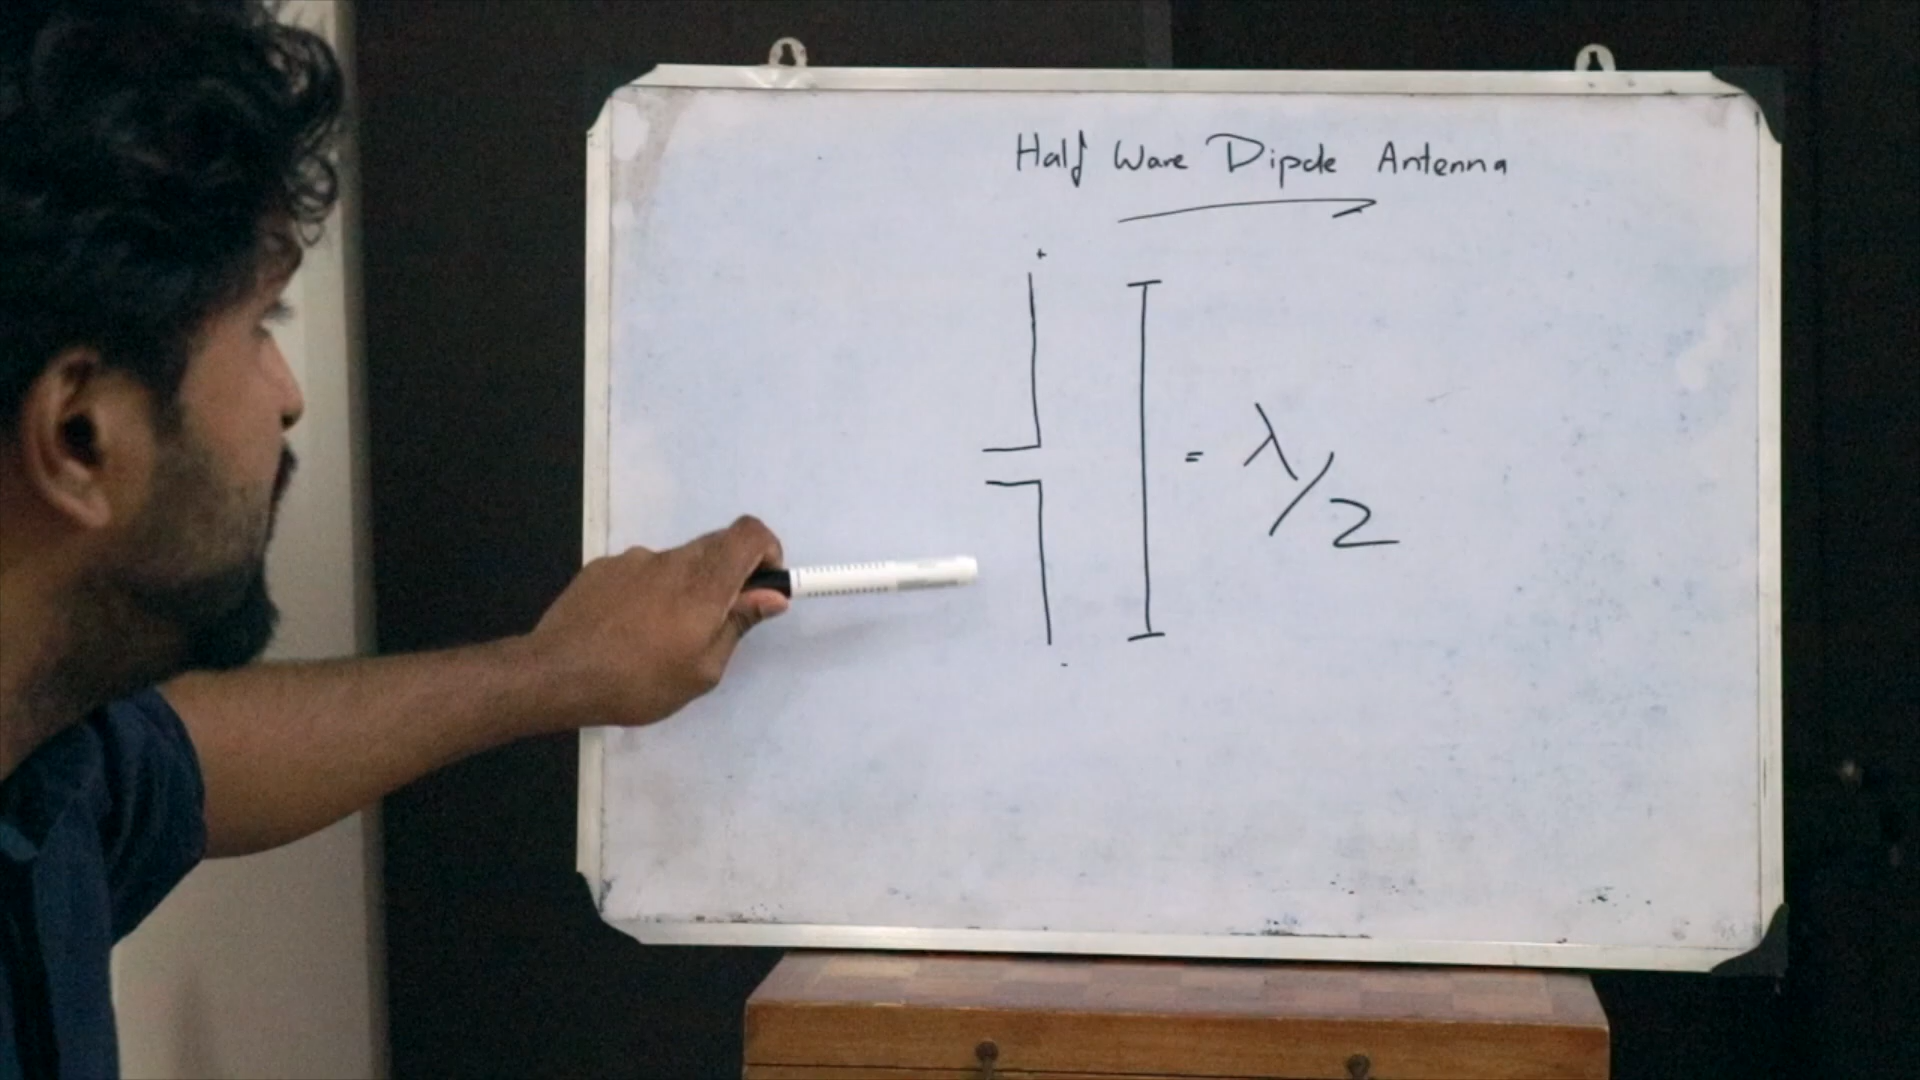 Half Wave Dipole Antenna
+
= λ/2
-